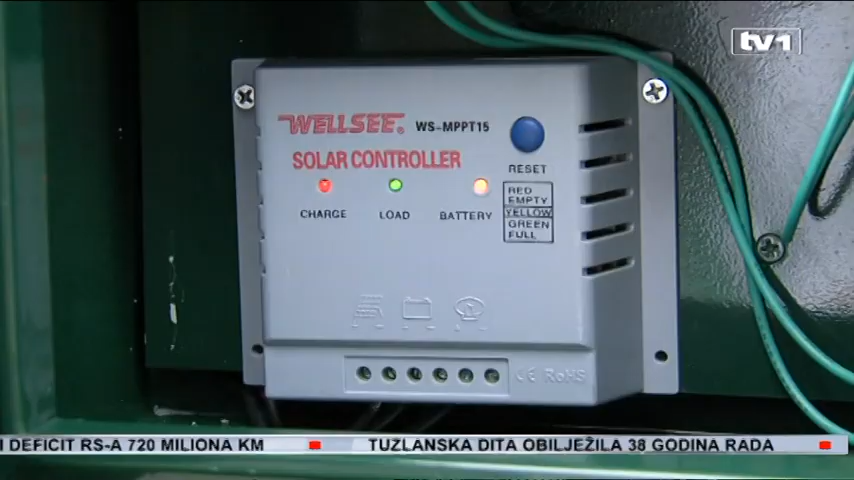 tv1
WELLSEE WS-MPPT15
SOLAR CONTROLLER
RESET
CHARGE LOAD BATTERY
RED
EMPTY
YELLOW
GREEN
FULL
CE RoHS
I DEFICIT RS-A 720 MILIONA KM TUZLANSKA DITA OBILJEŽILA 38 GODINA RADA